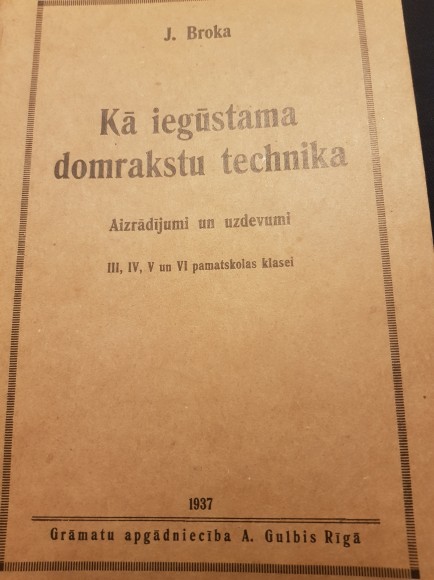 J. Broka
Kā iegūstama
domrakstu technika
Aizrādījumi un uzdevumi
III, IV, V un VI pamatskolas klasei
1937
Grāmatu apgādniecība A. Gulbis Rīgā